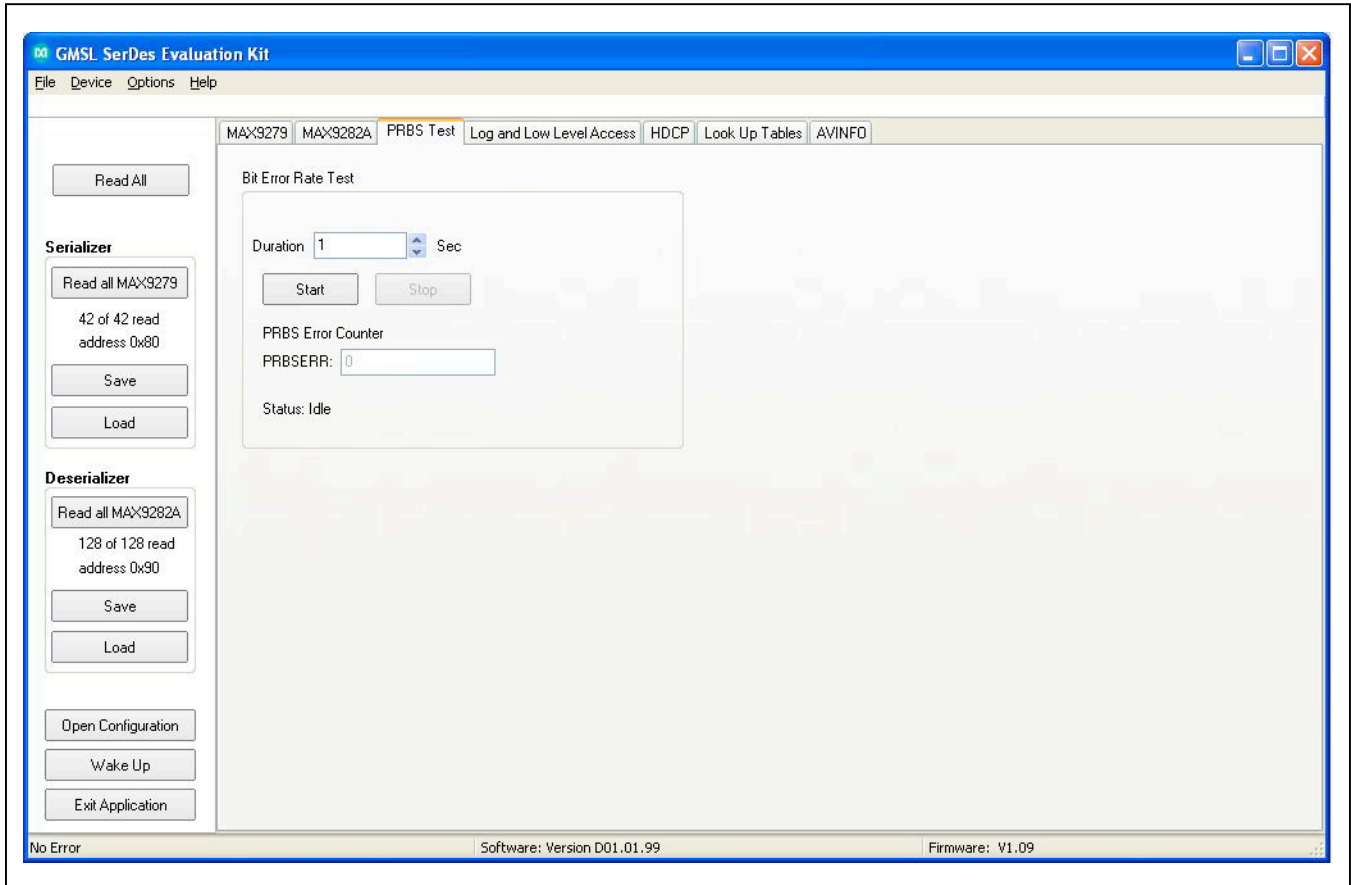 GMSL SerDes Evaluation Kit
File Device Options Help
MAX9279 MAX9282A PRBS Test Log and Low Level Access HDCP Look Up Tables AVINFO
Read All
Serializer
Read all MAX9279
42 of 42 read
address 0x80
Save
Load
Deserializer
Read all MAX9282A
128 of 128 read
address 0x90
Save
Load
Open Configuration
Wake Up
Exit Application
Bit Error Rate Test
Duration 1 Sec
Start Stop
PRBS Error Counter
PRBSERR: 0
Status: Idle
No Error Software: Version D01.01.99 Firmware: V1.09